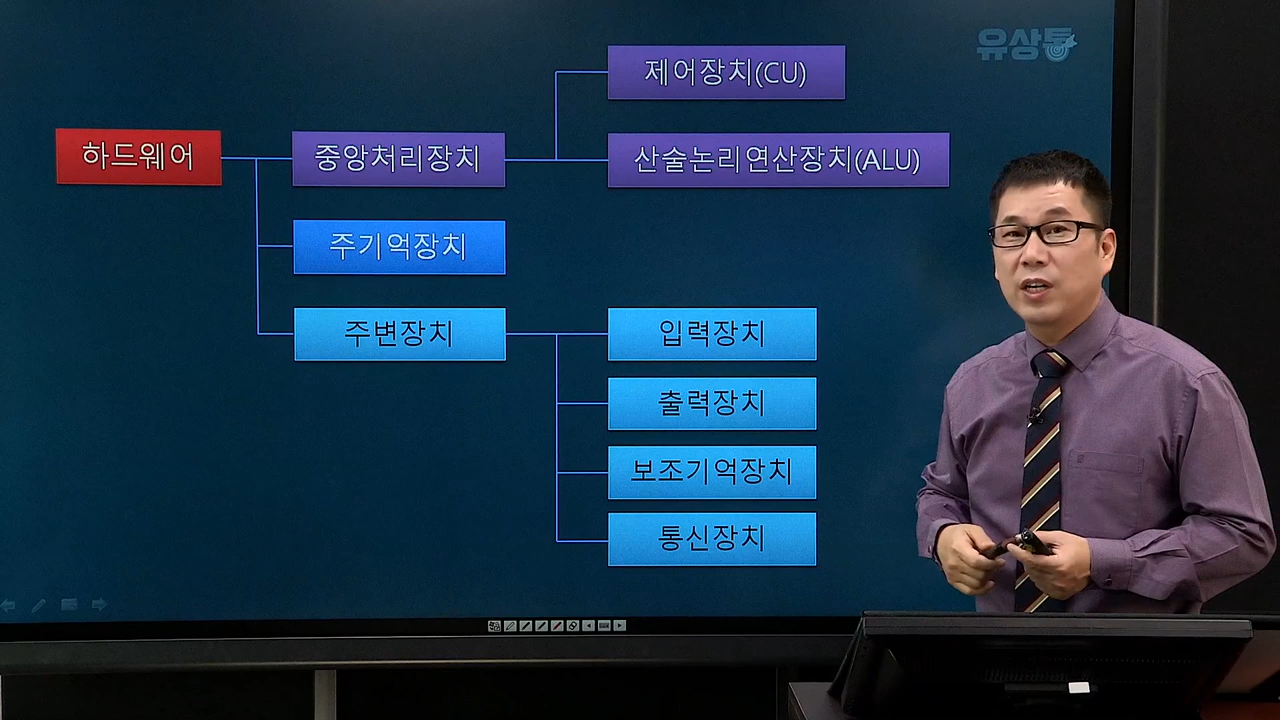 유상통
제어장치(CU)
하드웨어
중앙처리장치
산술논리연산장치(ALU)
주기억장치
주변장치
입력장치
출력장치
보조기억장치
통신장치